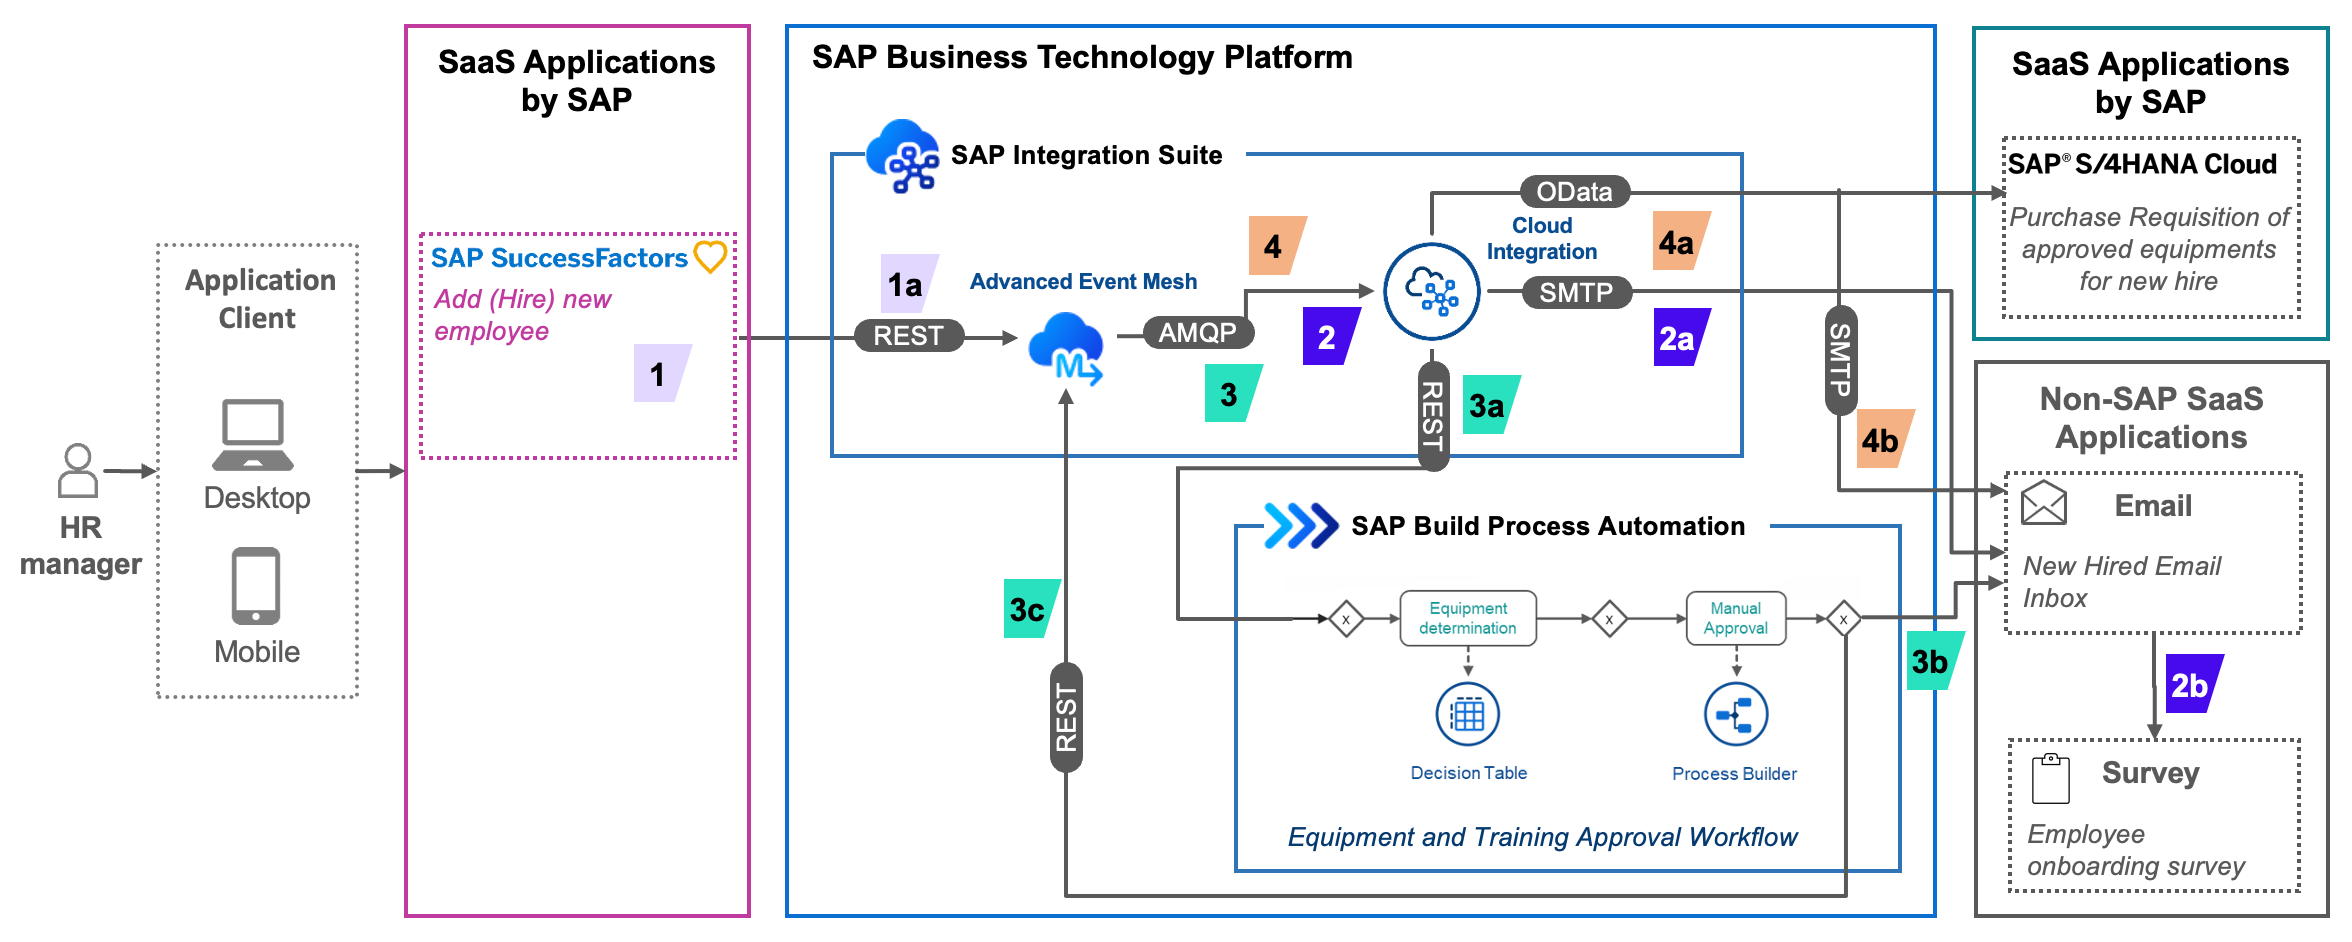 HR
manager
Application
Client
Desktop
Mobile
SaaS Applications
by SAP
SAP SuccessFactors
Add (Hire) new
employee
1
SAP Business Technology Platform
SAP Integration Suite
1a
REST
Advanced Event Mesh
M
AMQP
4
2
3
OData
Cloud
Integration
4a
SMTP
2a
REST
3a
SMTP
4b
3c
REST
SAP Build Process Automation
x
Equipment
determination
x
Manual
Approval
x
3b
Decision Table
Process Builder
Equipment and Training Approval Workflow
SaaS Applications
by SAP
SAP® S/4HANA Cloud
Purchase Requisition of
approved equipments
for new hire
Non-SAP SaaS
Applications
Email
New Hired Email
Inbox
2b
Survey
Employee
onboarding survey